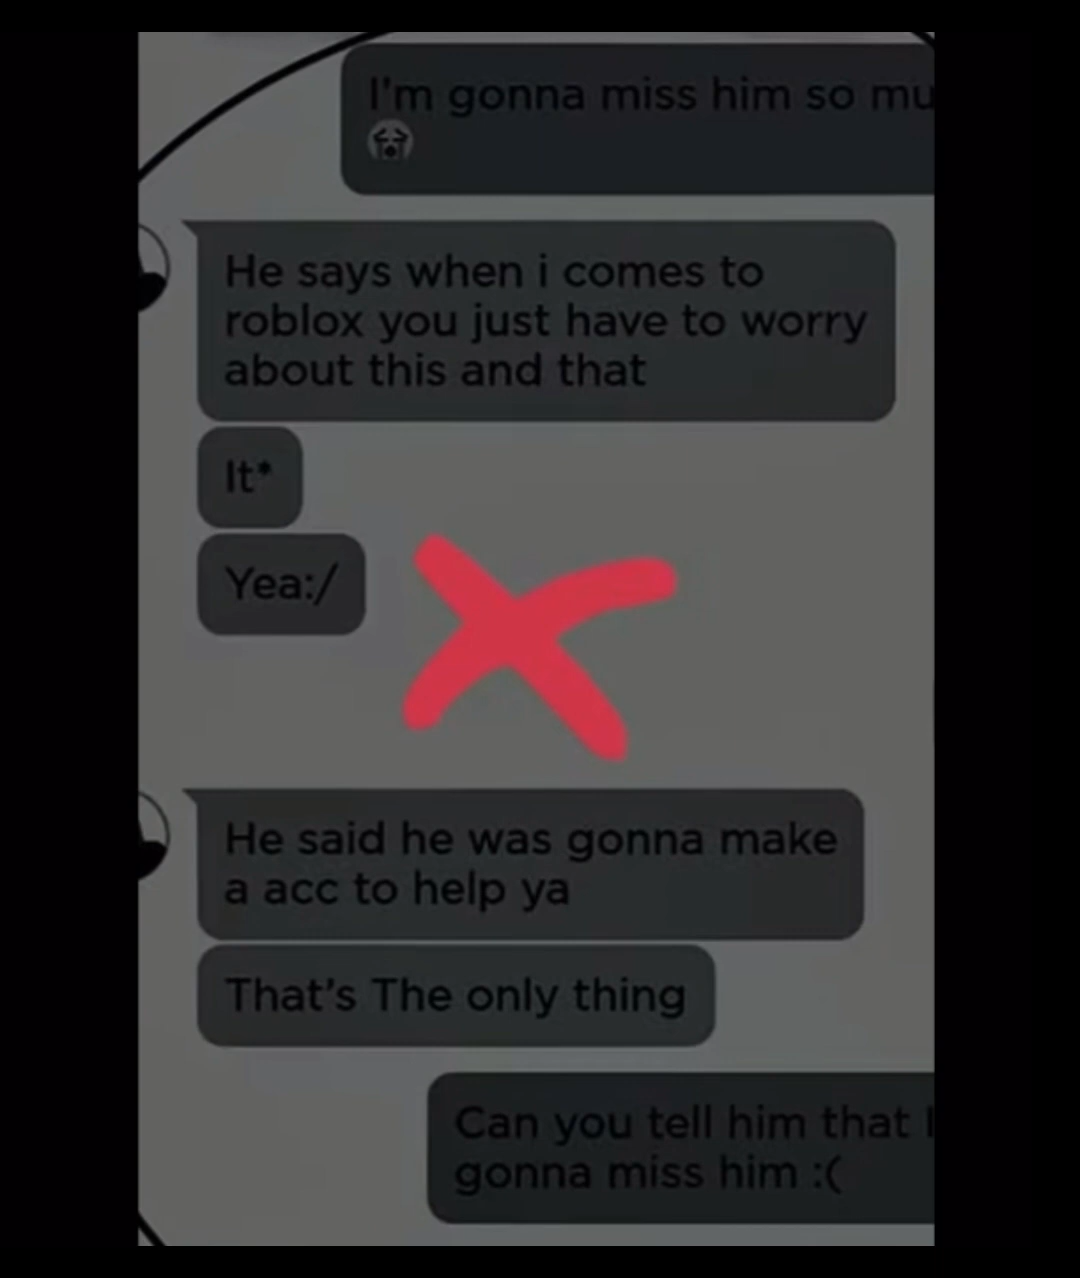 I'm gonna miss him so
😭
He says when i comes to
roblox you just have to worry
about this and that
It*
Yea:/
He said he was gonna make
a acc to help ya
That's The only thing
Can you tell him that
gonna miss him :(